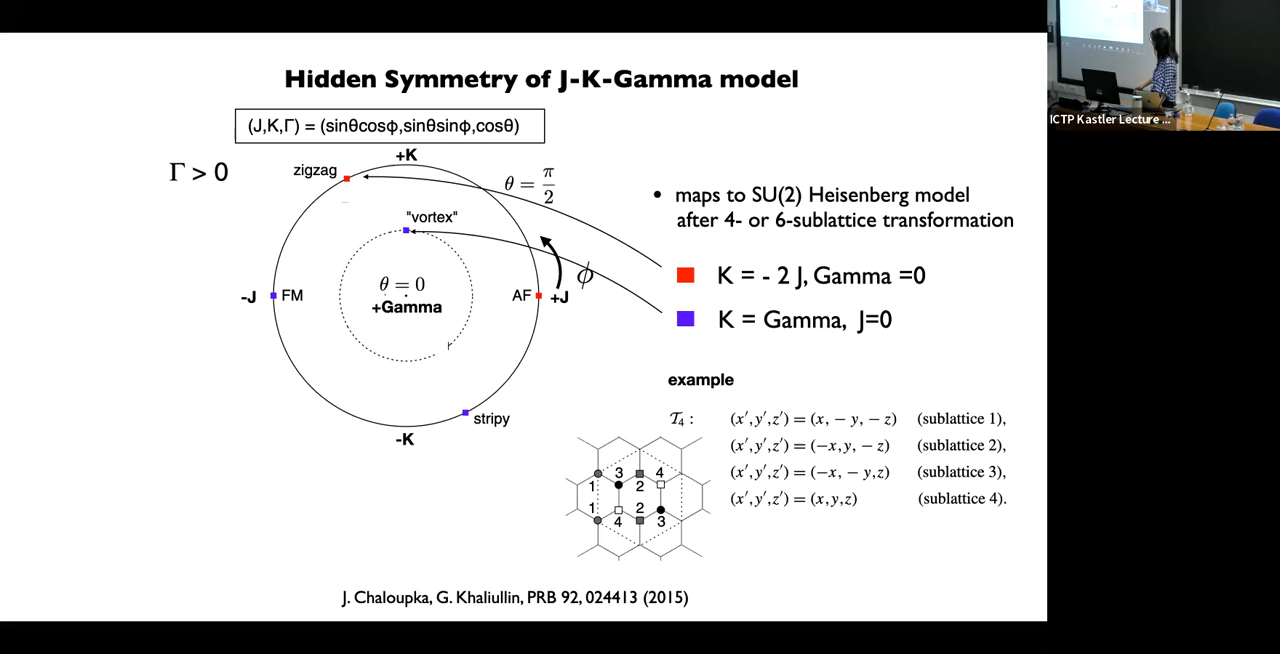 Hidden Symmetry of J-K-Gamma model
(J,K,Γ) = (sinθcosφ,sinθsinφ,cosθ)
Γ > 0
+K
zigzag
θ = π/2
"vortex"
ϕ
θ = 0
+Gamma
-J
FM
AF
+J
stripy
-K
• maps to SU(2) Heisenberg model
after 4- or 6-sublattice transformation
K = - 2 J, Gamma =0
K = Gamma, J=0
example
𝒯₄ : (x′,y′,z′) = (x, − y, − z) (sublattice 1),
(x′,y′,z′) = (−x,y, − z) (sublattice 2),
(x′,y′,z′) = (−x, − y,z) (sublattice 3),
(x′,y′,z′) = (x,y,z) (sublattice 4).
3 4
1 2
1 2
4 3
J. Chaloupka, G. Khaliullin, PRB 92, 024413 (2015)
ICTP Kastler Lecture ...